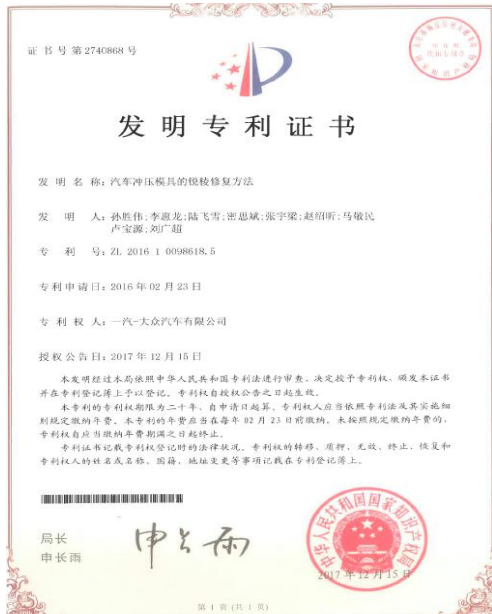 证书号第2740868号
发明专利证书
发 明 名 称：汽车冲压模具的锐棱修复方法
发 明 人：孙胜伟;李惠龙;陆飞雪;密思斌;张宇梁;赵绍昕;马敬民
卢宝源;刘广超
专 利 号：ZL 2016 1 0098618.5
专利申请日：2016年02月23日
专 利 权 人：一汽-大众汽车有限公司
授权公告日：2017年12月15日
本发明经过本局依照中华人民共和国专利法进行审查，决定授予专利权，颁发本证书
并在专利登记簿上予以登记。专利权自授权公告之日起生效。
本专利的专利权期限为二十年，自申请日起算。专利权人应当依照专利法及其实施细
则规定缴纳年费。本专利的年费应当在每年02月23日前缴纳。未按照规定缴纳年费的，
专利权自应当缴纳年费期满之日起终止。
专利证书记载专利权登记时的法律状况。专利权的转移、质押、无效、终止、恢复和
专利权人的姓名或名称、国籍、地址变更等事项记载在专利登记簿上。
局长
申长雨
申长雨
中华人民共和国国家知识产权局
2017年12月15日
第1页(共1页)